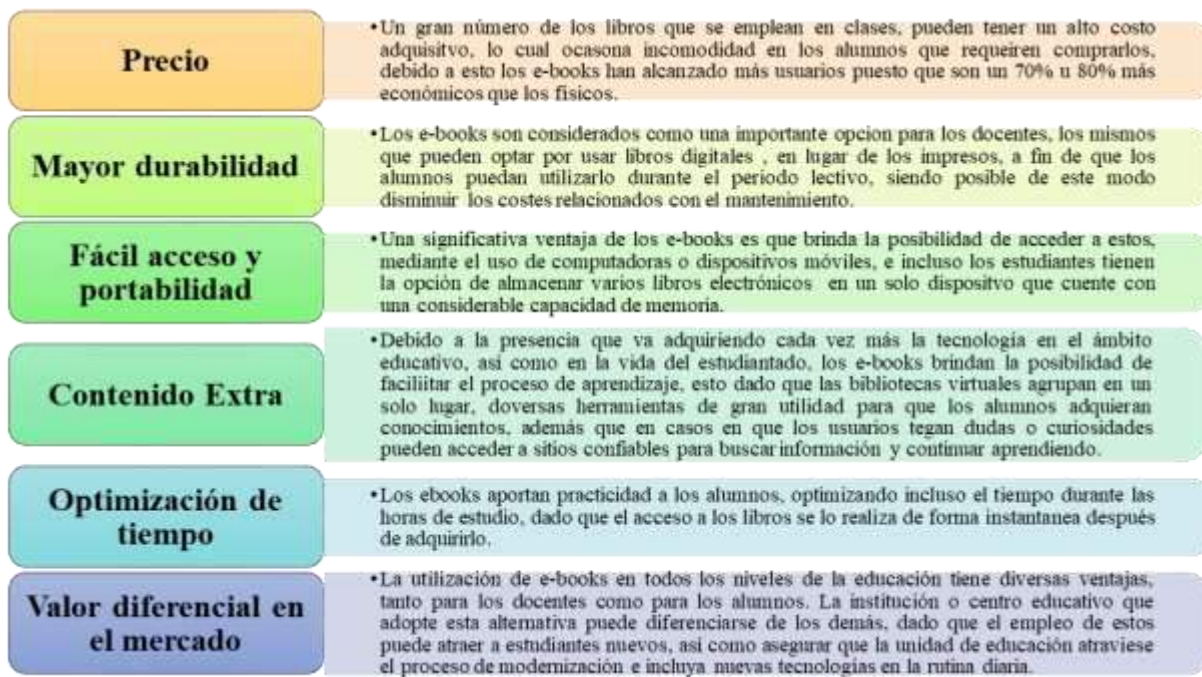 Precio
•Un gran número de los libros que se emplean en clases, pueden tener un alto costo
adquisitvo, lo cual ocasona incomodidad en los alumnos que requeiren comprarlos,
debido a esto los e-books han alcanzado más usuarios puesto que son un 70% u 80% más
económicos que los físicos.
Mayor durabilidad
•Los e-books son considerados como una importante opcion para los docentes, los mismos
que pueden optar por usar libros digitales , en lugar de los impresos, a fin de que los
alumnos puedan utilizarlo durante el periodo lectivo, siendo posible de este modo
disminuir los costes relacionados con el mantenimiento.
Fácil acceso y
portabilidad
•Una significativa ventaja de los e-books es que brinda la posibilidad de acceder a estos,
mediante el uso de computadoras o dispositivos móviles, e incluso los estudiantes tienen
la opción de almacenar varios libros electrónicos en un solo dispositvo que cuente con
una considerable capacidad de memoria.
Contenido Extra
•Debido a la presencia que va adquiriendo cada vez más la tecnología en el ámbito
educativo, así como en la vida del estudiantado, los e-books brindan la posibilidad de
faciliitar el proceso de aprendizaje, esto dado que las bibliotecas virtuales agrupan en un
solo lugar, doversas herramientas de gran utilidad para que los alumnos adquieran
conocimientos, además que en casos en que los usuarios tegan dudas o curiosidades
pueden acceder a sitios confiables para buscar información y continuar aprendiendo.
Optimización de
tiempo
•Los ebooks aportan practicidad a los alumnos, optimizando incluso el tiempo durante las
horas de estudio, dado que el acceso a los libros se lo realiza de forma instantanea después
de adquirirlo.
Valor diferencial en
el mercado
•La utilización de e-books en todos los niveles de la educación tiene diversas ventajas,
tanto para los docentes como para los alumnos. La institución o centro educativo que
adopte esta alternativa puede diferenciarse de los demás, dado que el empleo de estos
puede atraer a estudiantes nuevos, así como asegurar que la unidad de educación atraviese
el proceso de modernización e incluya nuevas tecnologías en la rutina diaria.